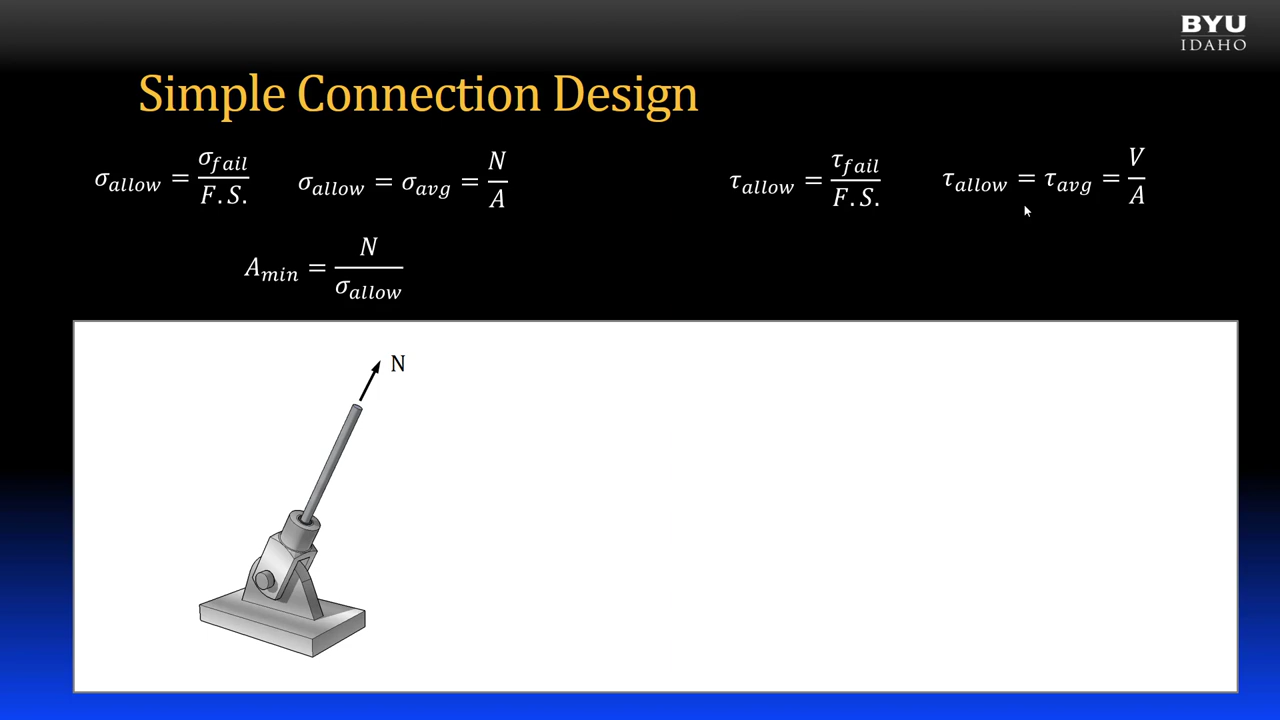 BYU
IDAHO
Simple Connection Design
σ_allow = σ_fail / F.S.
σ_allow = σ_avg = N / A
τ_allow = τ_fail / F.S.
τ_allow = τ_avg = V / A
A_min = N / σ_allow
N